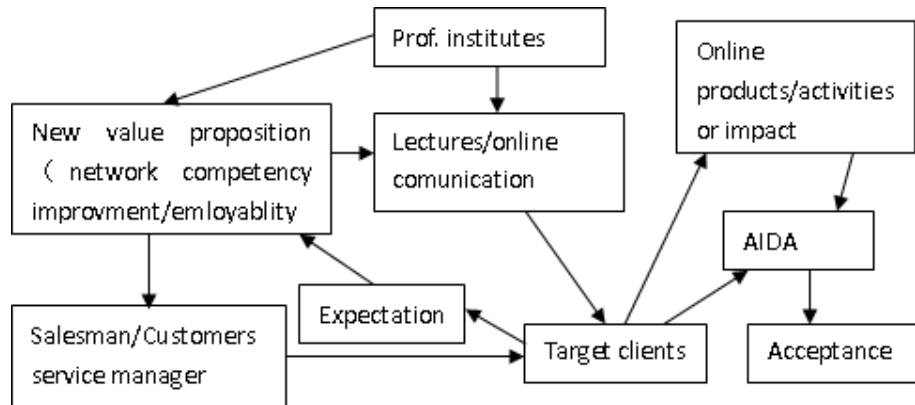 Prof. institutes
Online
products/activities
or impact
New value proposition
（network competency
improvment/emloyablity
Lectures/online
comunication
AIDA
Expectation
Salesman/Customers
service manager
Target clients
Acceptance